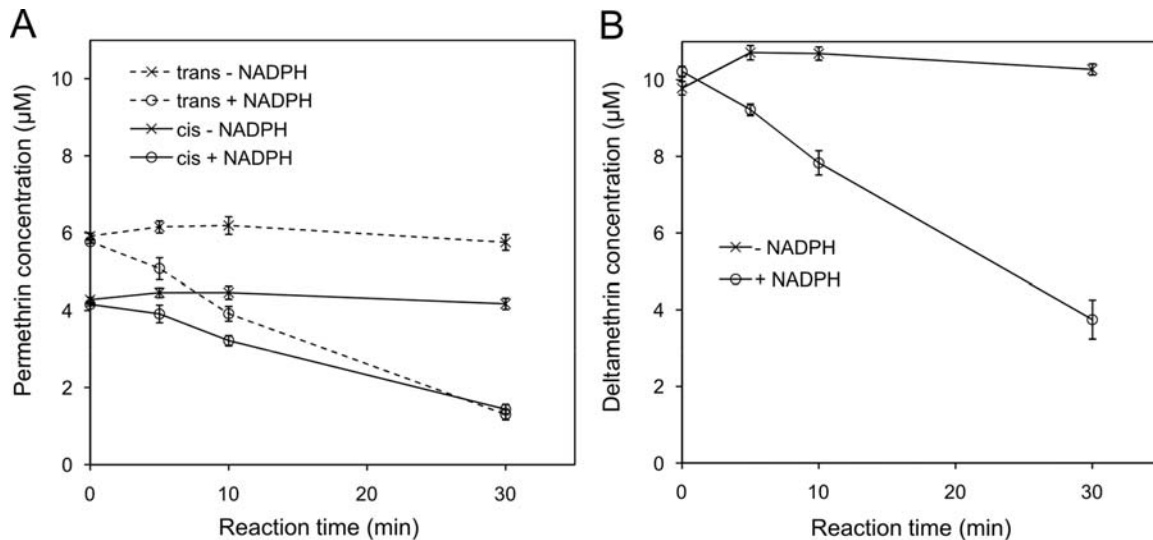 A
Permethrin concentration (µM)
10
8
6
4
2
0
trans - NADPH
trans + NADPH
cis - NADPH
cis + NADPH
0
10
20
30
Reaction time (min)
B
Deltamethrin concentration (µM)
10
8
6
4
2
0
- NADPH
+ NADPH
0
10
20
30
Reaction time (min)